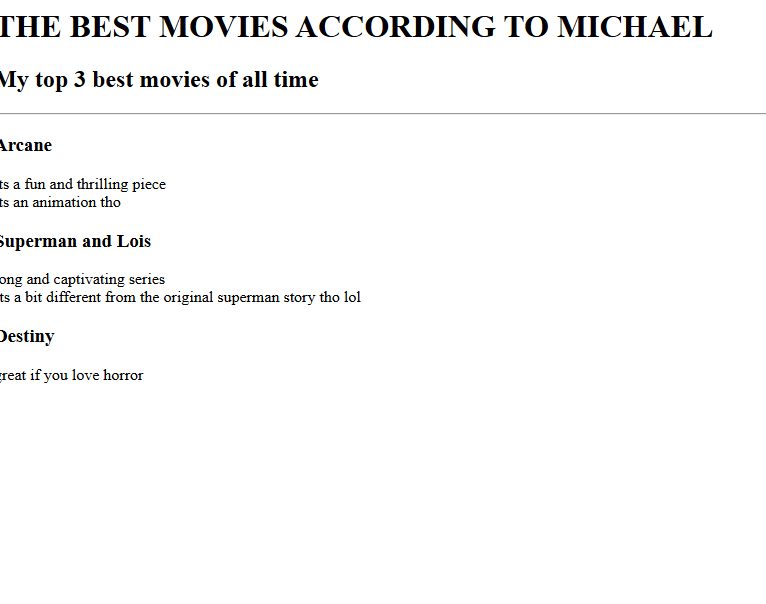 THE BEST MOVIES ACCORDING TO MICHAEL
My top 3 best movies of all time
Arcane
ts a fun and thrilling piece
ts an animation tho
Superman and Lois
ong and captivating series
ts a bit different from the original superman story tho lol
Destiny
great if you love horror